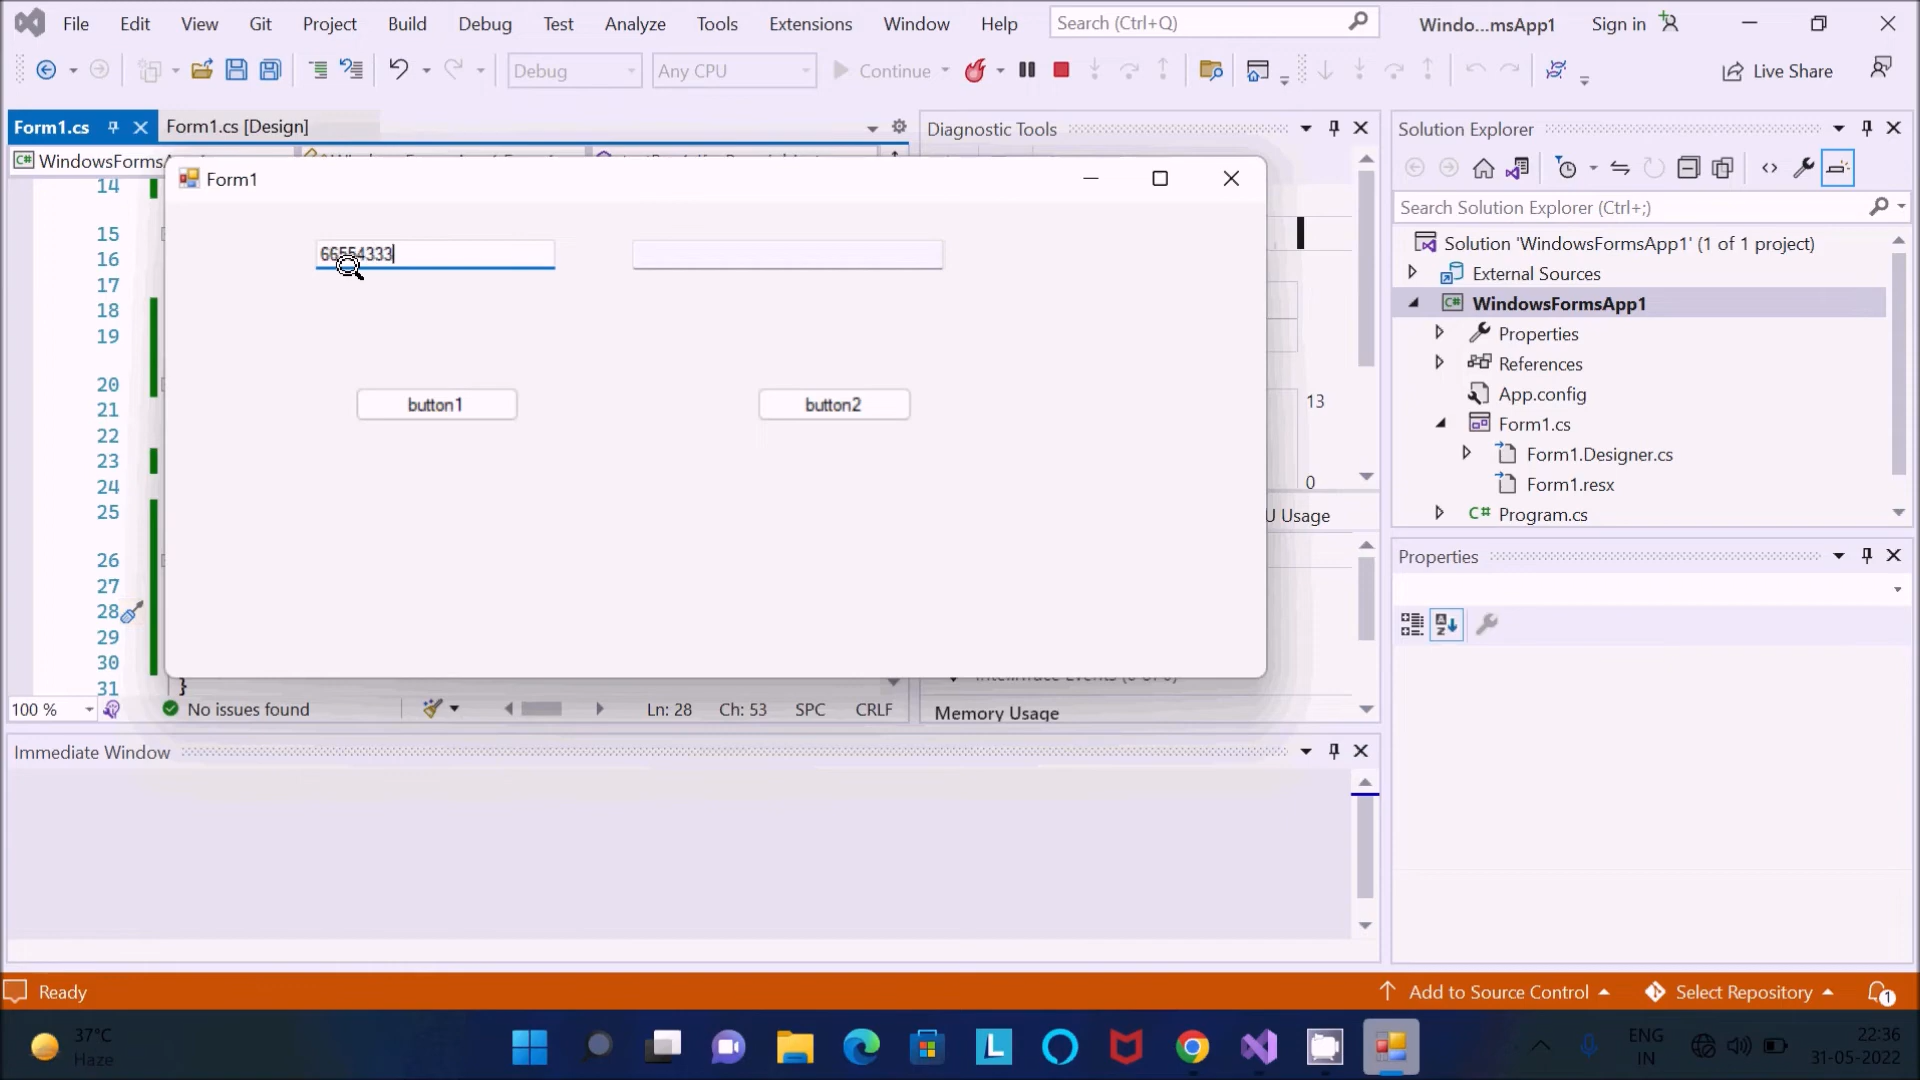 File Edit View Git Project Build Debug Test Analyze Tools Extensions Window Help Search (Ctrl+Q) Windo...msApp1 Sign in
Debug Any CPU Continue Live Share
Form1.cs Form1.cs [Design]
Diagnostic Tools
Solution Explorer
WindowsFormsA
Form1
Search Solution Explorer (Ctrl+;)
66554333
button1 button2
14
15
16
17
18
19
20
21
22
23
24
25
26
27
28
29
30
31 }
13
0
U Usage
Memory Usage
Solution 'WindowsFormsApp1' (1 of 1 project)
External Sources
C# WindowsFormsApp1
Properties
References
App.config
Form1.cs
Form1.Designer.cs
Form1.resx
C# Program.cs
Properties
100 % No issues found Ln: 28 Ch: 53 SPC CRLF
Immediate Window
Ready Add to Source Control Select Repository 1
37°C
Haze
L
ENG
IN
22:36
31-05-2022